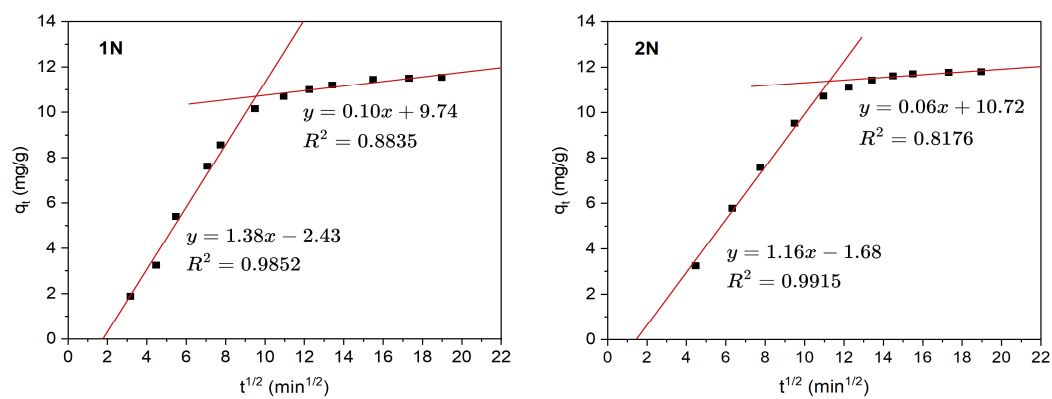 1N
14
12
10
8
6
4
2
0
q_t (mg/g)
y = 0.10x + 9.74
R² = 0.8835
y = 1.38x − 2.43
R² = 0.9852
0 2 4 6 8 10 12 14 16 18 20 22
t^1/2 (min^1/2)
2N
14
12
10
8
6
4
2
0
q_t (mg/g)
y = 0.06x + 10.72
R² = 0.8176
y = 1.16x − 1.68
R² = 0.9915
0 2 4 6 8 10 12 14 16 18 20 22
t^1/2 (min^1/2)